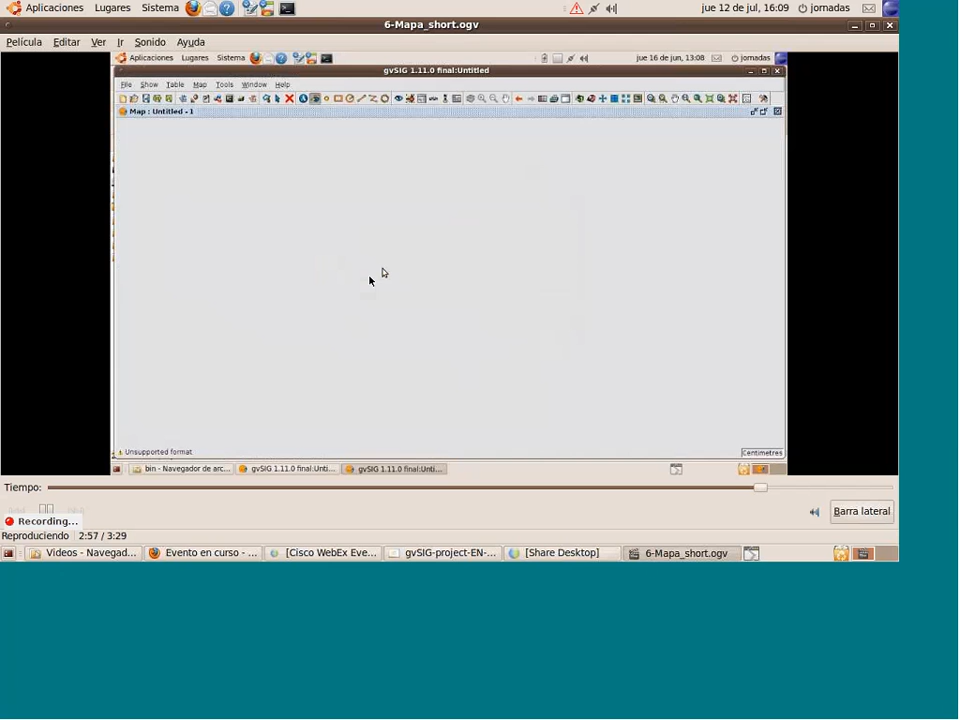 Aplicaciones Lugares Sistema jue 12 de jul, 16:09 jornadas
6-Mapa_short.ogv
Película Editar Ver Ir Sonido Ayuda
Aplicaciones Lugares Sistema jue 16 de jun, 13:08 jornadas
gvSIG 1.11.0 final:Untitled
File Show Table Map Tools Window Help
Map : Untitled - 1
Unsupported format Centimetres
bin - Navegador de arc... gvSIG 1.11.0 final:Unti... gvSIG 1.11.0 final:Unti...
Tiempo:
Barra lateral
Recording...
Reproduciendo 2:57 / 3:29
Videos - Navegad... Evento en curso - ... [Cisco WebEx Eve... gvSIG-project-EN-... [Share Desktop] 6-Mapa_short.ogv